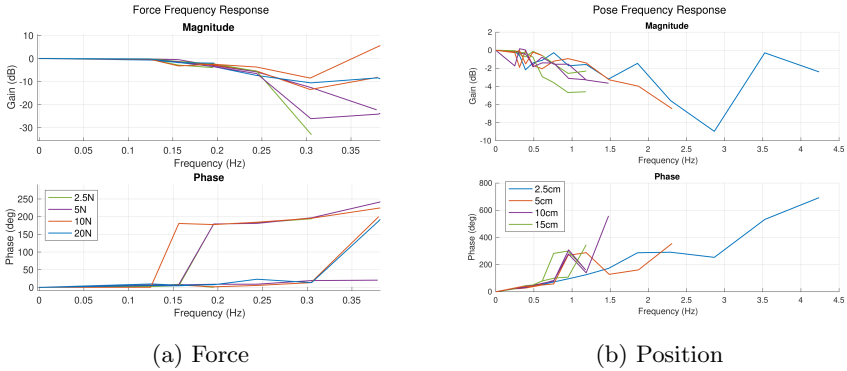 Force Frequency Response
Magnitude
10
0
-10
-20
-30
Gain (dB)
0 0.05 0.1 0.15 0.2 0.25 0.3 0.35
Frequency (Hz)
Phase
250
200
150
100
50
0
Phase (deg)
2.5N
5N
10N
20N
0 0.05 0.1 0.15 0.2 0.25 0.3 0.35
Frequency (Hz)
(a) Force
Pose Frequency Response
Magnitude
2
0
-2
-4
-6
-8
-10
Gain (dB)
0 0.5 1 1.5 2 2.5 3 3.5 4 4.5
Frequency (Hz)
Phase
800
600
400
200
0
Phase (deg)
2.5cm
5cm
10cm
15cm
0 0.5 1 1.5 2 2.5 3 3.5 4 4.5
Frequency (Hz)
(b) Position